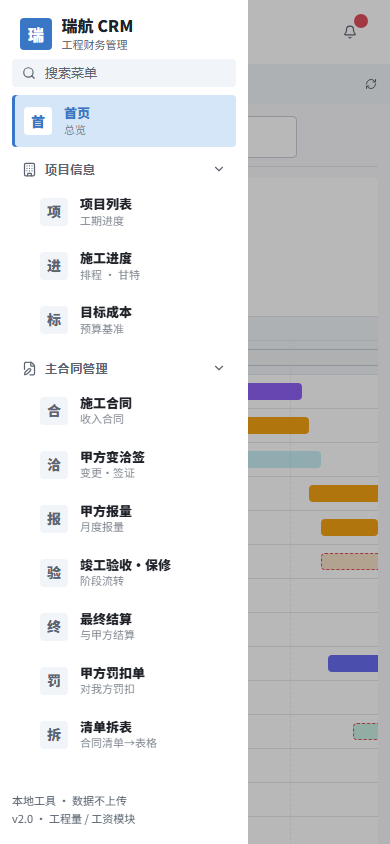 瑞
瑞航 CRM
工程财务管理
搜索菜单
首
首页
总览
项目信息
项
项目列表
工期进度
进
施工进度
排程 · 甘特
标
目标成本
预算基准
主合同管理
合
施工合同
收入合同
洽
甲方变洽签
变更·签证
报
甲方报量
月度报量
验
竣工验收·保修
阶段流转
终
最终结算
与甲方结算
罚
甲方罚扣单
对我方罚扣
拆
清单拆表
合同清单→表格
本地工具 · 数据不上传
v2.0 · 工程量 / 工资模块